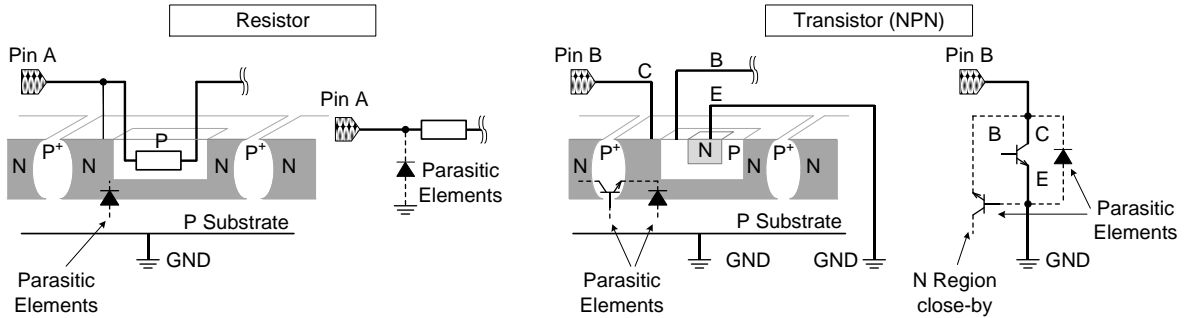 Resistor
Pin A
N
P+
N
P
N
P+
N
Parasitic
Elements
P Substrate
GND
Pin A
Parasitic
Elements
Transistor (NPN)
Pin B
C
B
E
N
P+
N
N
P
N
P+
N
P Substrate
Parasitic
Elements
GND
GND
Pin B
B
C
E
Parasitic
Elements
GND
N Region
close-by